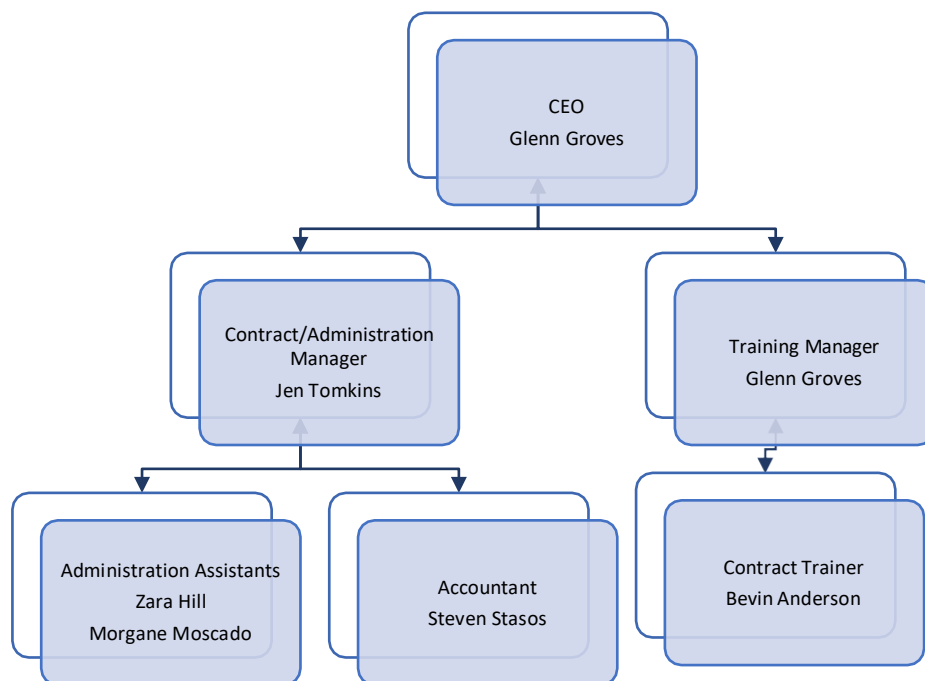 CEO
Glenn Groves
Contract/Administration
Manager
Jen Tomkins
Training Manager
Glenn Groves
Administration Assistants
Zara Hill
Morgane Moscado
Accountant
Steven Stasos
Contract Trainer
Bevin Anderson